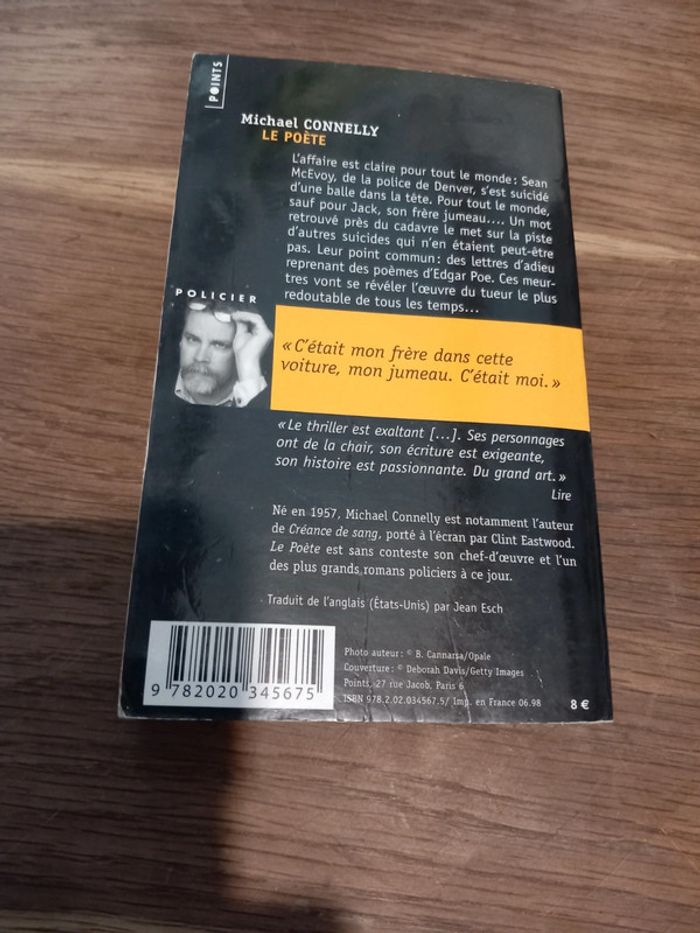 POINTS
Michael CONNELLY
LE POÈTE
L'affaire est claire pour tout le monde : Sean
McEvoy, de la police de Denver, s'est suicidé
d'une balle dans la tête. Pour tout le monde,
sauf pour Jack, son frère jumeau.... Un mot
retrouvé près du cadavre le met sur la piste
d'autres suicides qui n'en étaient peut-être
pas. Leur point commun : des lettres d'adieu
reprenant des poèmes d'Edgar Poe. Ces meur-
tres vont se révéler l'œuvre du tueur le plus
redoutable de tous les temps...
POLICIER
« C'était mon frère dans cette
voiture, mon jumeau. C'était moi. »
« Le thriller est exaltant [...]. Ses personnages
ont de la chair, son écriture est exigeante,
son histoire est passionnante. Du grand art. »
Lire
Né en 1957, Michael Connelly est notamment l'auteur
de Créance de sang, porté à l'écran par Clint Eastwood.
Le Poète est sans conteste son chef-d'œuvre et l'un
des plus grands romans policiers à ce jour.
Traduit de l'anglais (États-Unis) par Jean Esch
Photo auteur : © B. Cannarsa/Opale
Couverture : © Deborah Davis/Getty Images
Points, 27 rue Jacob, Paris 6
ISBN 978.2.02.034567.5/ Imp. en France 06.98
8 €
9 782020 345675